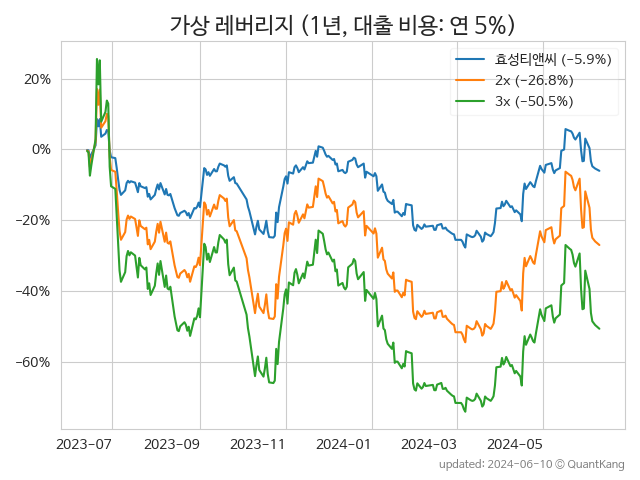 가상 레버리지 (1년, 대출 비용: 연 5%)
효성티앤씨 (−5.9%)
2x (−26.8%)
3x (−50.5%)
20%
0%
−20%
−40%
−60%
2023-07 2023-09 2023-11 2024-01 2024-03 2024-05
updated: 2024-06-10 © QuantKang